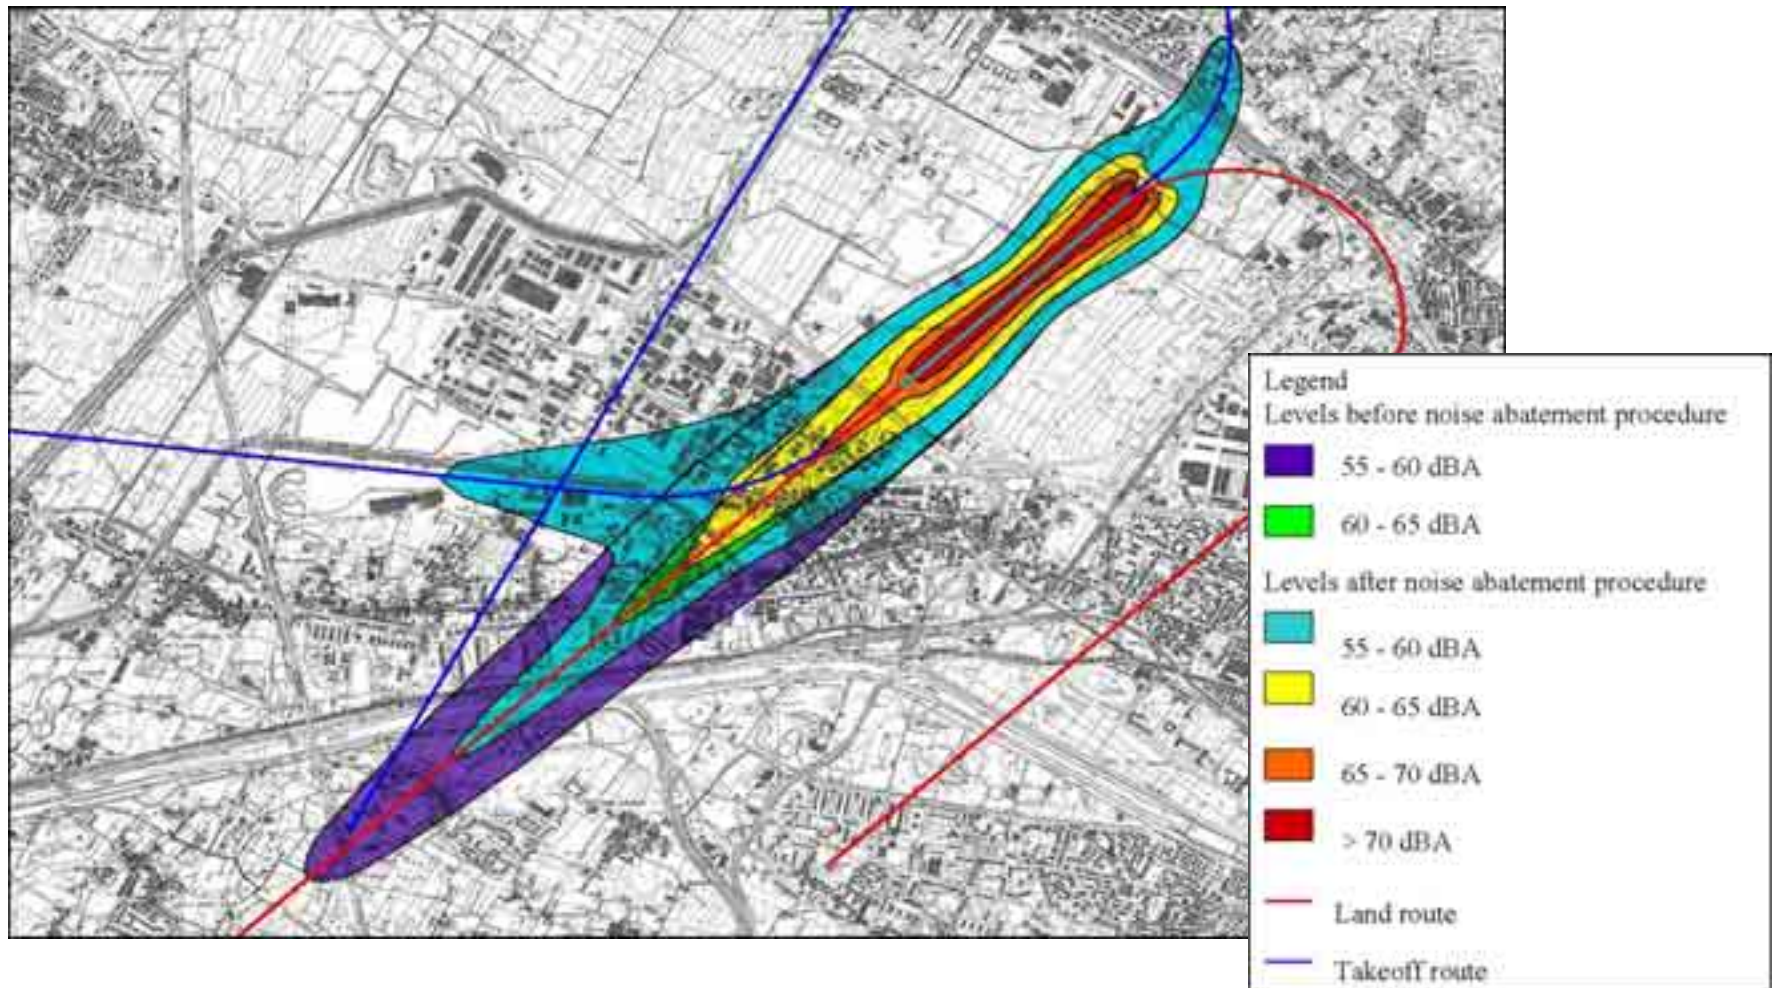 Legend
Levels before noise abatement procedure
55 - 60 dBA
60 - 65 dBA
Levels after noise abatement procedure
55 - 60 dBA
60 - 65 dBA
65 - 70 dBA
> 70 dBA
Land route
Takeoff route